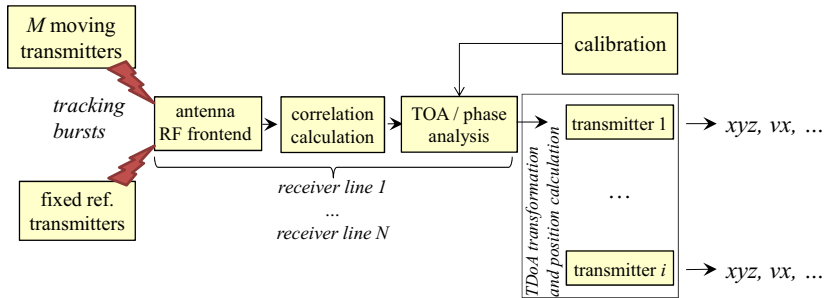 M moving
transmitters
tracking
bursts
fixed ref.
transmitters
antenna
RF frontend
correlation
calculation
TOA / phase
analysis
calibration
receiver line 1
...
receiver line N
TDoA transformation
and position calculation
transmitter 1
...
transmitter i
xyz, vx, ...
xyz, vx, ...